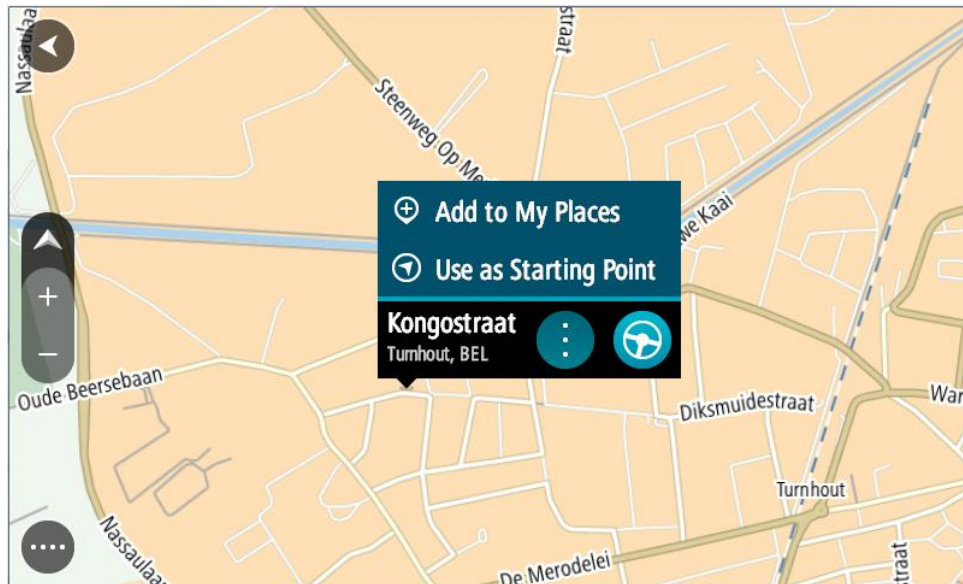 Nassaulaa
straat
Steenweg Op Me
Add to My Places
we Kaai
Use as Starting Point
Kongostraat
Turnhout, BEL
Oude Beersebaan
Diksmuidestraat
War
Turnhout
Nassaulaa
De Merodelei
straat